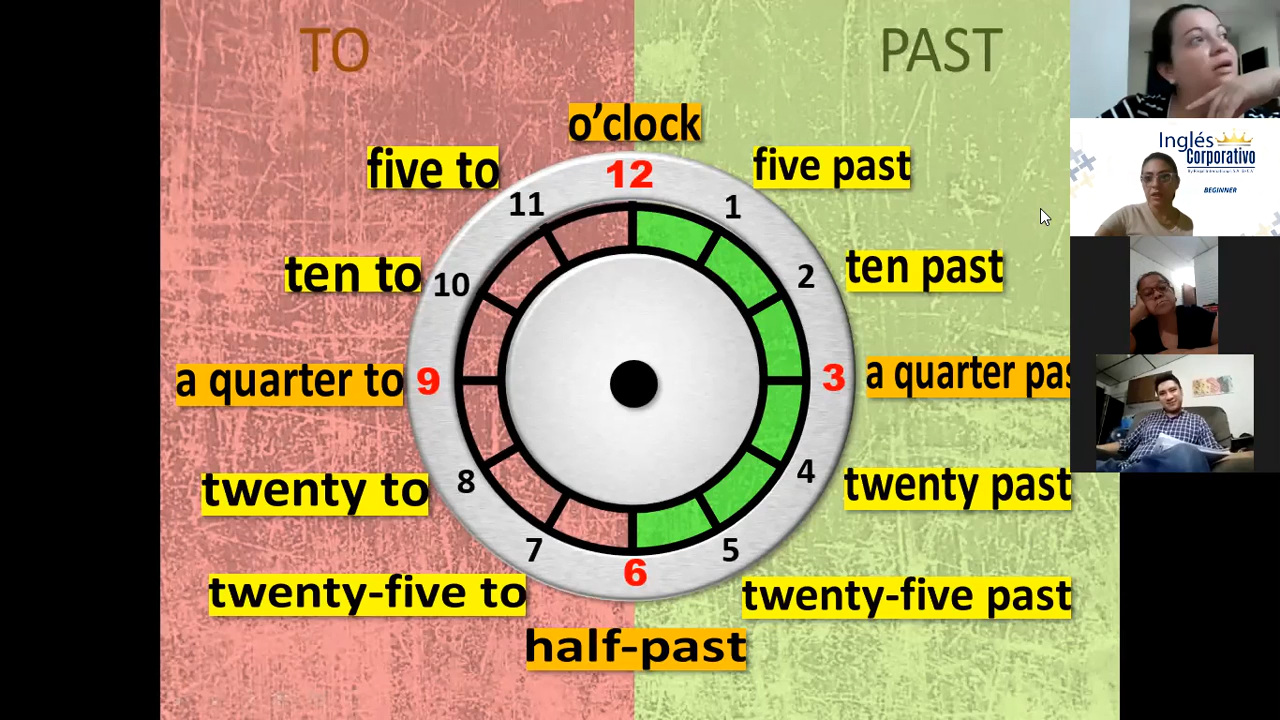 TO
PAST
o'clock
five to
12
five past
11
1
ten to
10
2
ten past
a quarter to
9
3
a quarter pas
twenty to
8
4
twenty past
7
5
twenty-five to
6
twenty-five past
half-past
Inglés
Corporativo
BEGINNER